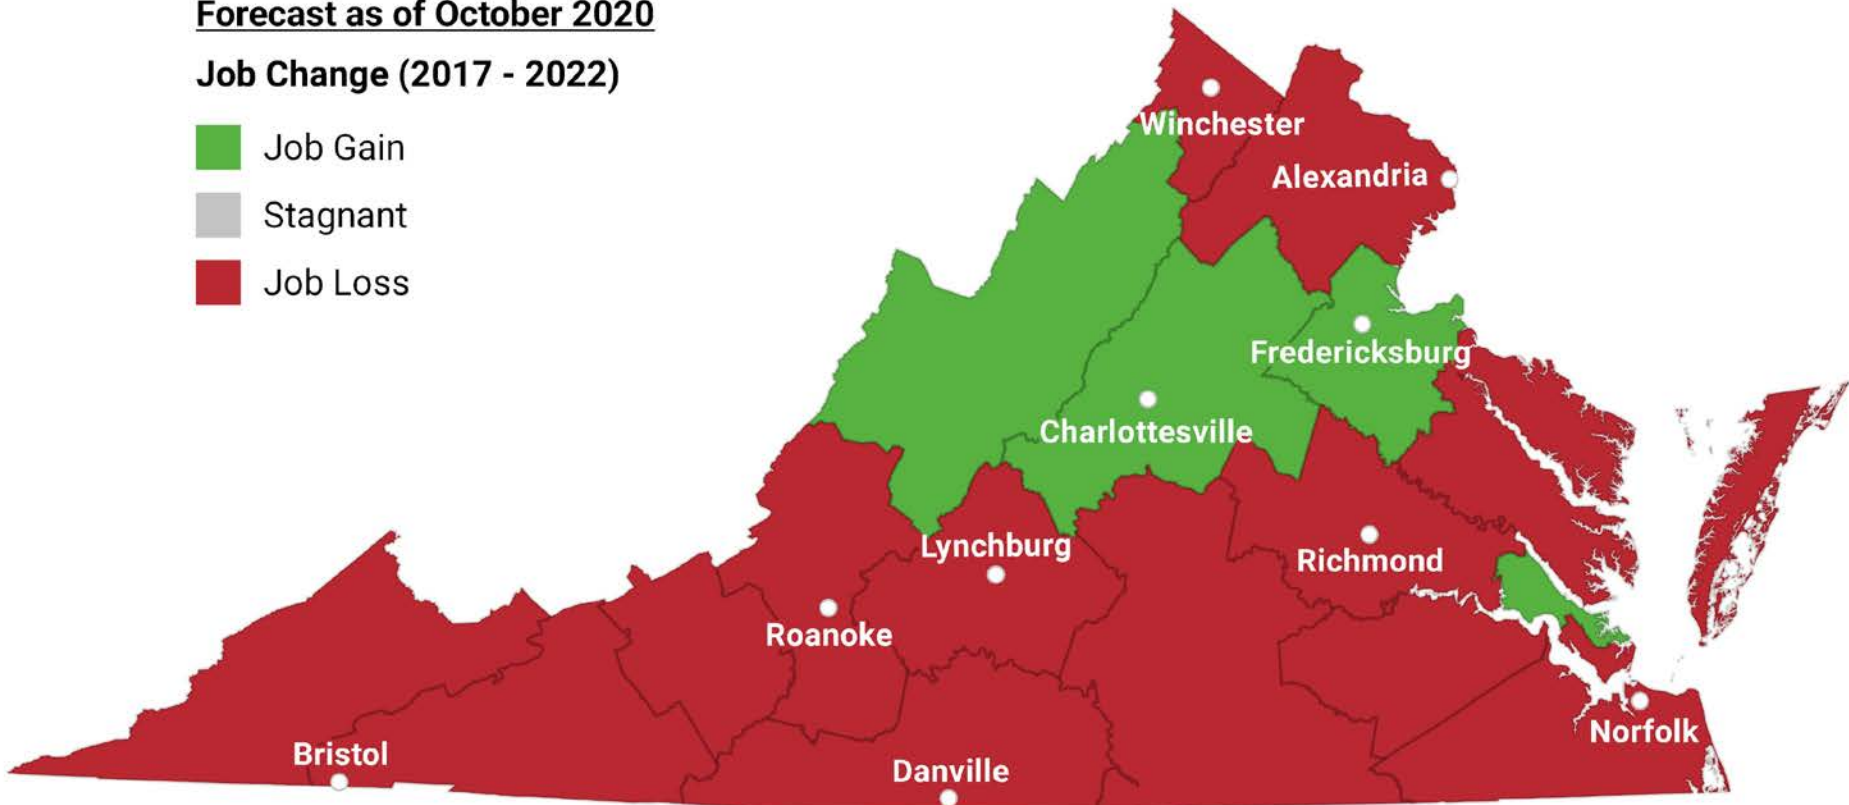 Forecast as of October 2020
Job Change (2017 - 2022)
Job Gain
Stagnant
Job Loss
Winchester
Alexandria
Fredericksburg
Charlottesville
Lynchburg
Richmond
Roanoke
Norfolk
Bristol
Danville